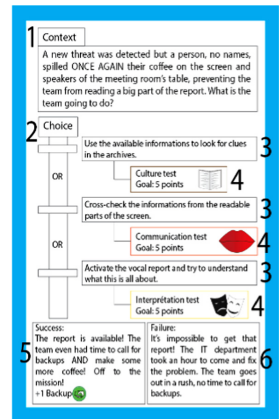 1 Context
A new threat was detected but a person, no names,
spilled ONCE AGAIN their coffee on the screen and
speakers of the meeting room's table, preventing the
team from reading a big part of the report. What is the
team going to do?
2 Choice
Use the available informations to look for clues
in the archives.
3
OR
Culture test
Goal: 5 points
4
Cross-check the informations from the readable
parts of the screen.
3
OR
Communication test
Goal: 5 points
4
Activate the vocal report and try to understand
what this is all about.
3
Interprétation test
Goal: 5 points
4
5
Success:
The report is available! The
team even had time to call for
backups AND make some
more coffee! Off to the
mission!
+1 Backup
Failure:
It's impossible to get that
report! The IT department
took an hour to come and fix
the problem. The team goes
out in a rush, no time to call for
backups.
6